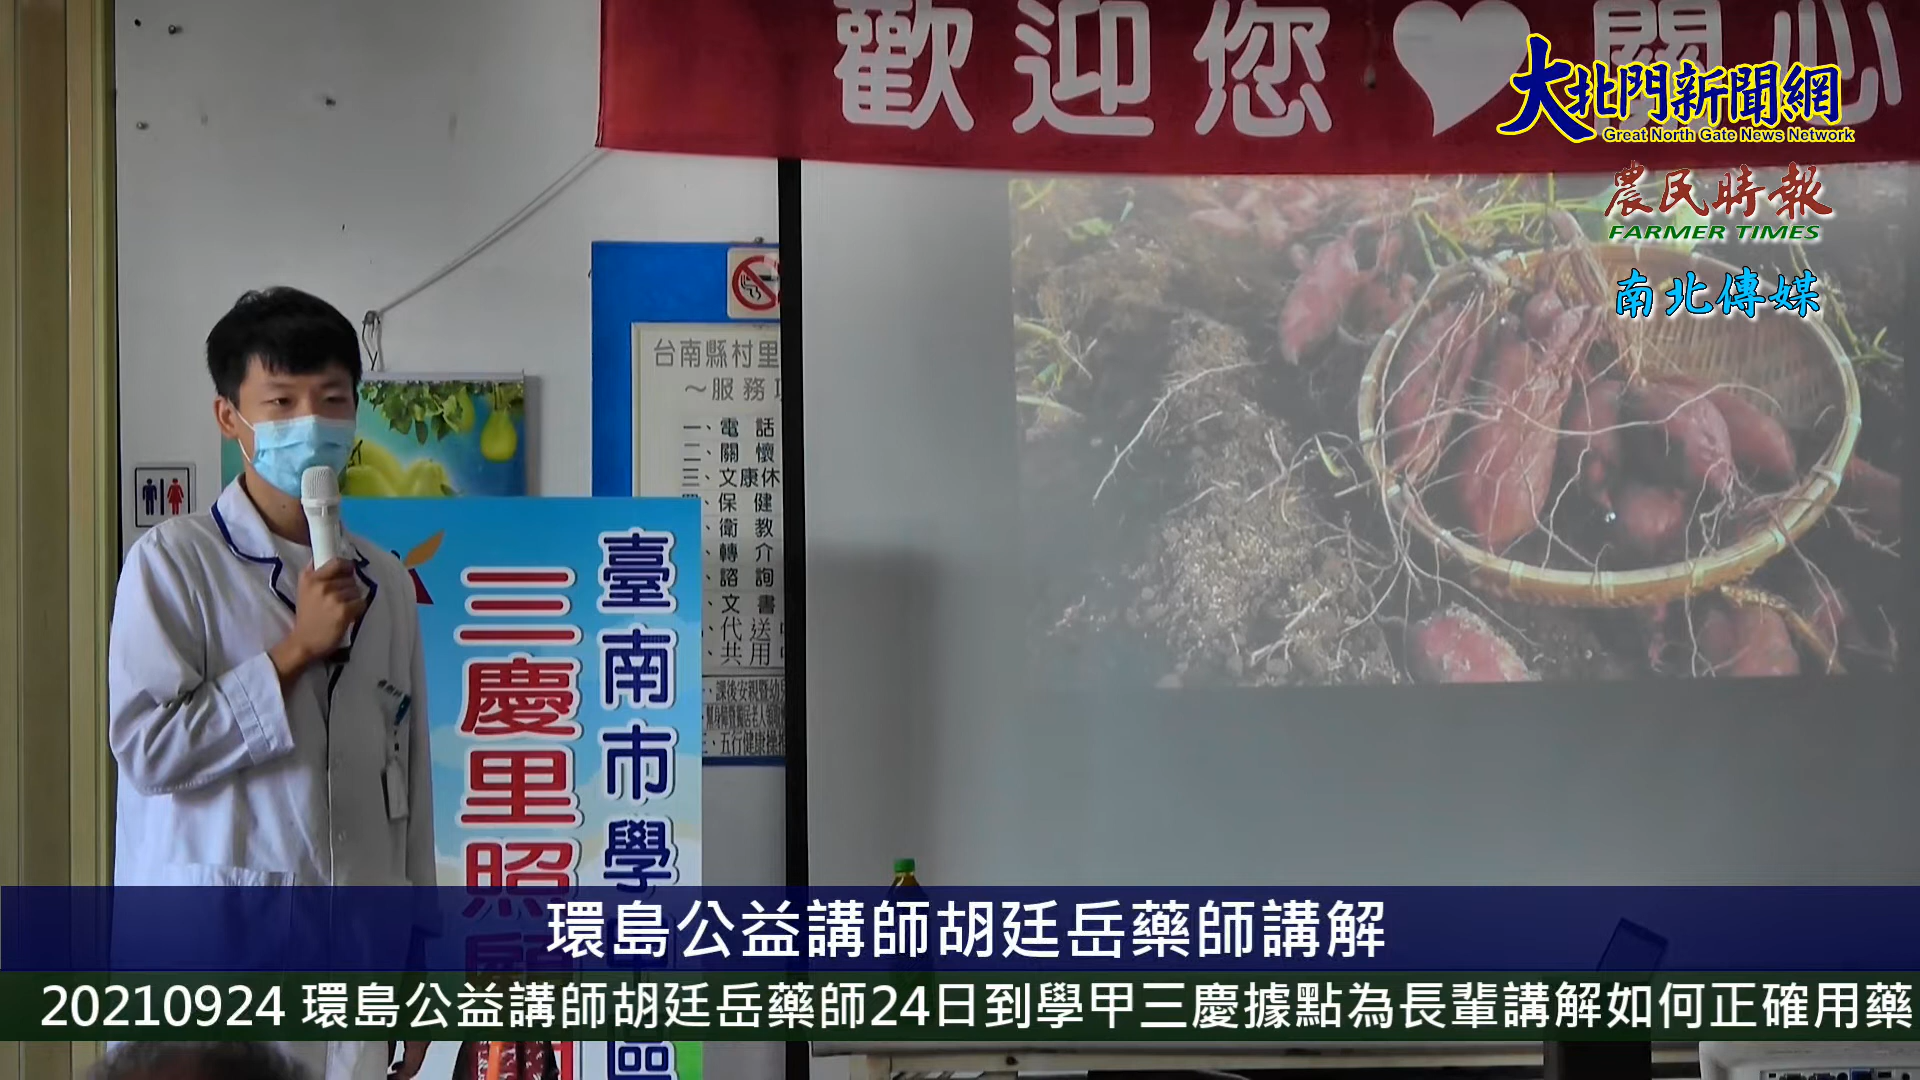 歡迎您關心
大北門新聞網
Great North Gate News Network
農民時報
FARMER TIMES
南北傳媒
台南縣村里
～服務項
一、電話
二、關懷
三、文康休
、保健
、衛教
、轉介
、諮詢
、文書
、代送
、共用
臺南市學甲區
三慶里照顧關
環島公益講師胡廷岳藥師講解
20210924 環島公益講師胡廷岳藥師24日到學甲三慶據點為長輩講解如何正確用藥